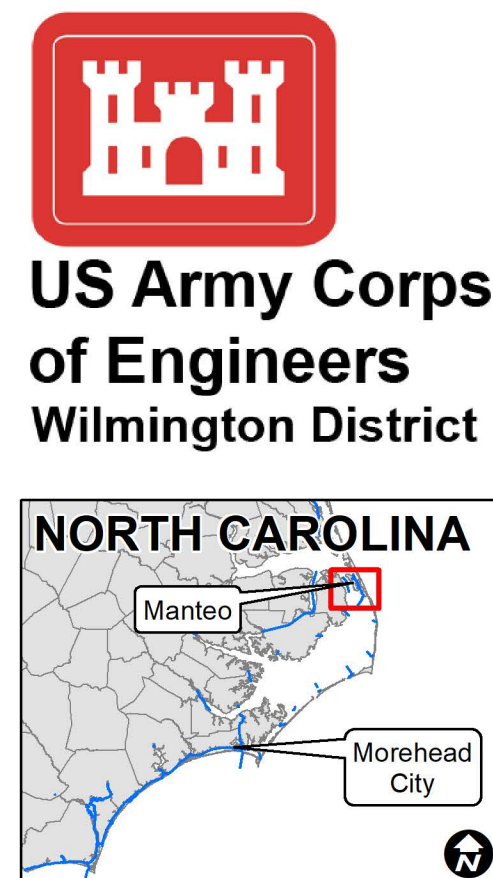 US Army Corps
of Engineers
Wilmington District
NORTH CAROLINA
Manteo
Morehead
City
N